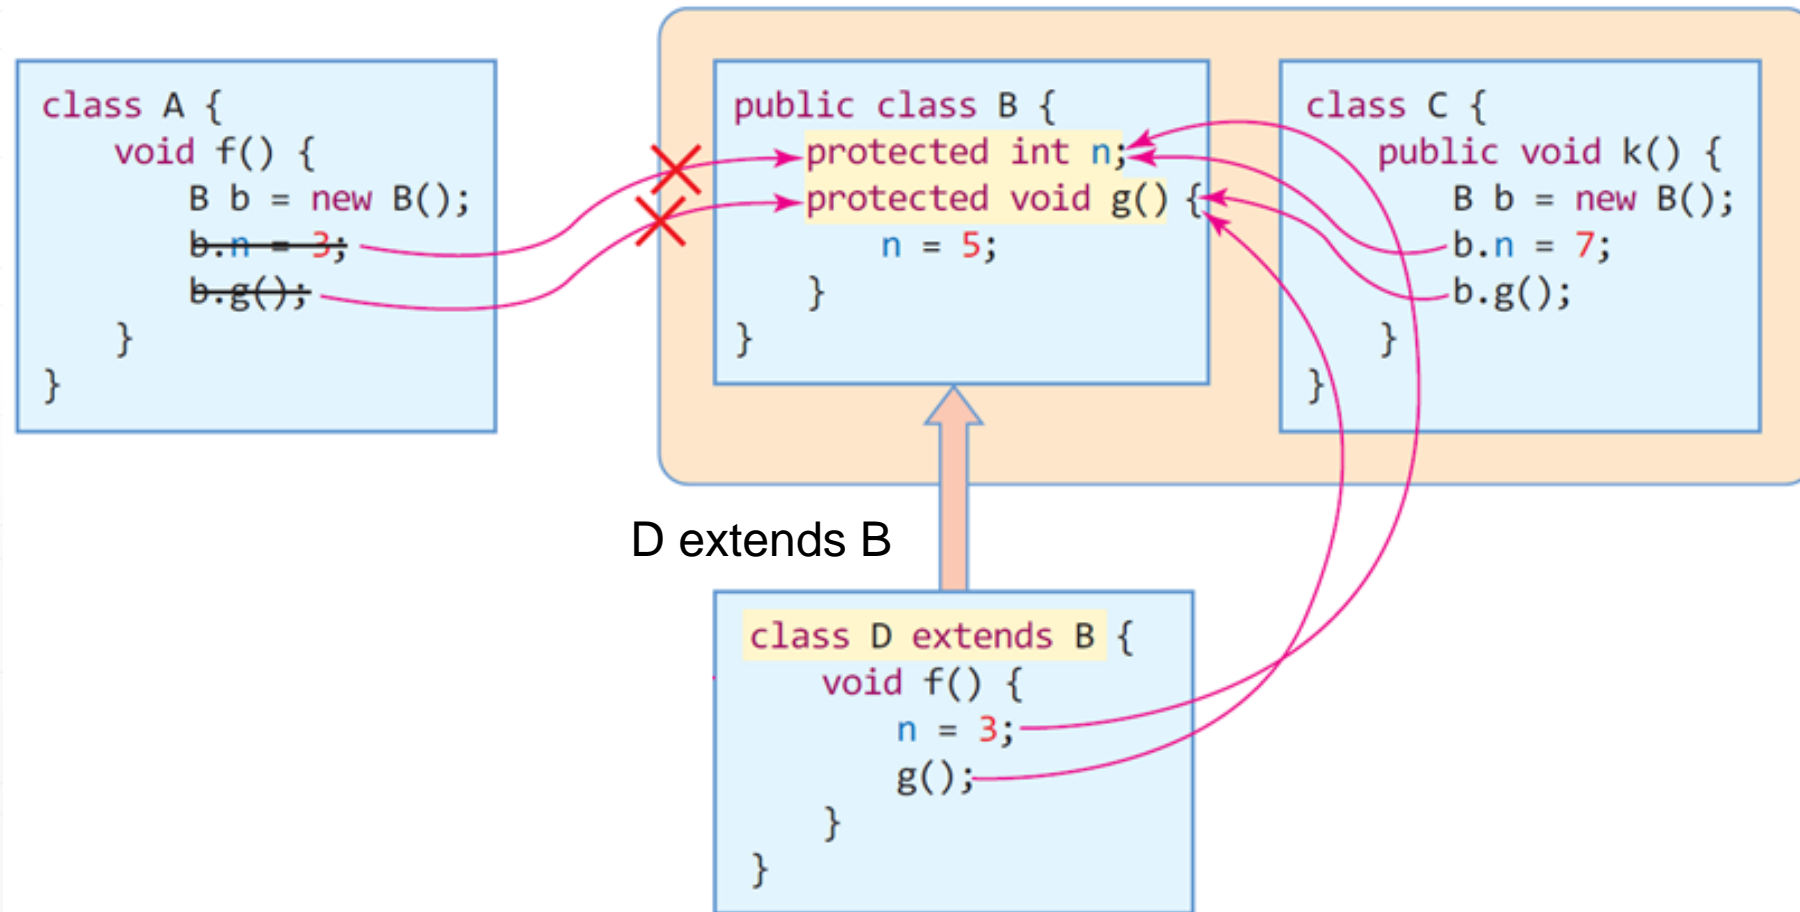 class A {
void f() {
B b = new B();
b.n = 3;
b.g();
}
}
public class B {
protected int n;
protected void g() {
n = 5;
}
}
class C {
public void k() {
B b = new B();
b.n = 7;
b.g();
}
}
D extends B
class D extends B {
void f() {
n = 3;
g();
}
}